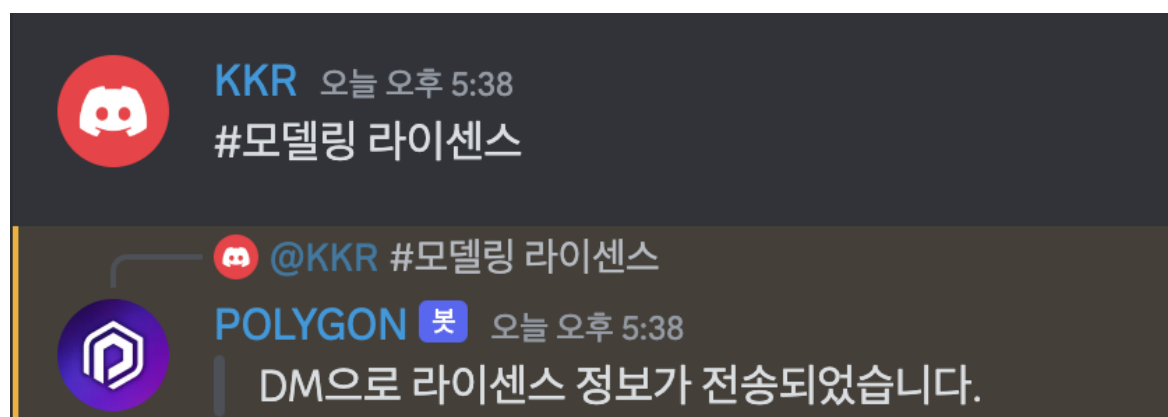 KKR 오늘 오후 5:38
#모델링 라이센스
@KKR #모델링 라이센스
POLYGON 봇 오늘 오후 5:38
DM으로 라이센스 정보가 전송되었습니다.